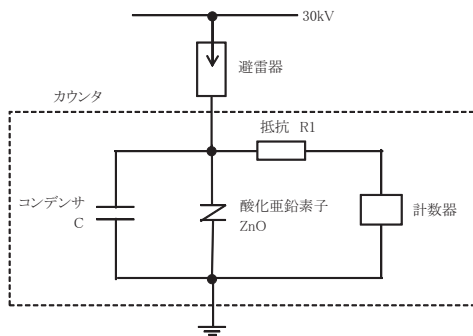 30kV
避雷器
カウンタ
抵抗 R1
コンデンサ
C
酸化亜鉛素子
ZnO
計数器